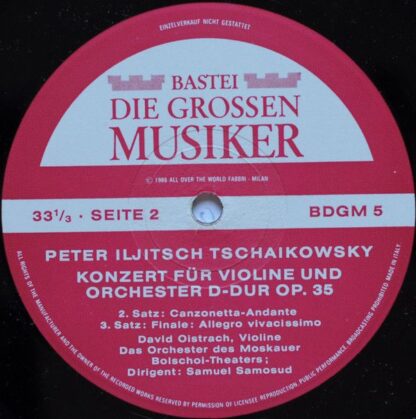 EINZELVERKAUF NICHT GESTATTET
BASTEI
DIE GROSSEN
MUSIKER
© 1966 ALL OVER THE WORLD FABBRI - MILAN
33 1/3 · SEITE 2
BDGM 5
PETER ILJITSCH TSCHAIKOWSKY
KONZERT FÜR VIOLINE UND
ORCHESTER D-DUR OP. 35
2. Satz: Canzonetta-Andante
3. Satz: Finale: Allegro vivacissimo
David Oistrach, Violine
Das Orchester des Moskauer
Bolschoi-Theaters;
Dirigent: Samuel Samosud
ALL RIGHTS OF THE MANUFACTURER AND THE OWNER OF THE RECORDED WORKS RESERVED BY PERMISSION OF LICENSEE REPRODUCTION. PUBLIC PERFORMANCE. BROADCASTING PROHIBITED MADE IN ITALY.